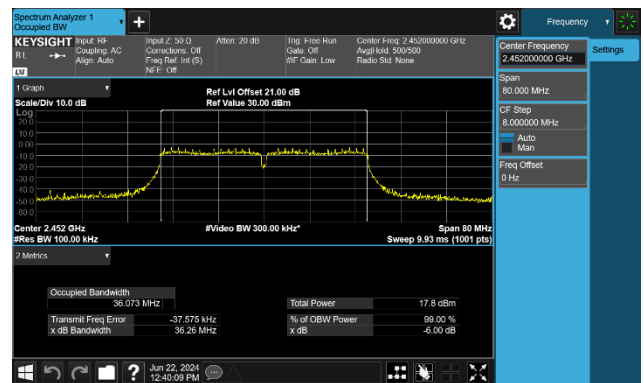 Spectrum Analyzer 1
Occupied BW
Frequency
KEYSIGHT
Input: RF
Coupling: AC
Align: Auto
Input Z: 50 Ω
Corrections: Off
Freq Ref: Int (S)
NFE: Off
Atten: 20 dB
Trig: Free Run
Gate: Off
#IF Gain: Low
Center Freq: 2.452000000 GHz
Avg|Hold: 500/500
Radio Std: None
RL
LXI
Center Frequency
2.452000000 GHz
Settings
Span
80.000 MHz
CF Step
8.000000 MHz
Auto
Man
Freq Offset
0 Hz
1 Graph
Scale/Div 10.0 dB
Ref Lvl Offset 21.00 dB
Ref Value 30.00 dBm
Log
20.0
10.0
0.00
-10.0
-20.0
-30.0
-40.0
-50.0
-60.0
Center 2.452 GHz
#Video BW 300.00 kHz*
Span 80 MHz
#Res BW 100.00 kHz
Sweep 9.93 ms (1001 pts)
2 Metrics
Occupied Bandwidth
36.073 MHz
Total Power 17.8 dBm
Transmit Freq Error -37.575 kHz
% of OBW Power 99.00 %
x dB Bandwidth 36.26 MHz
x dB -6.00 dB
?
Jun 22, 2024
12:40:09 PM